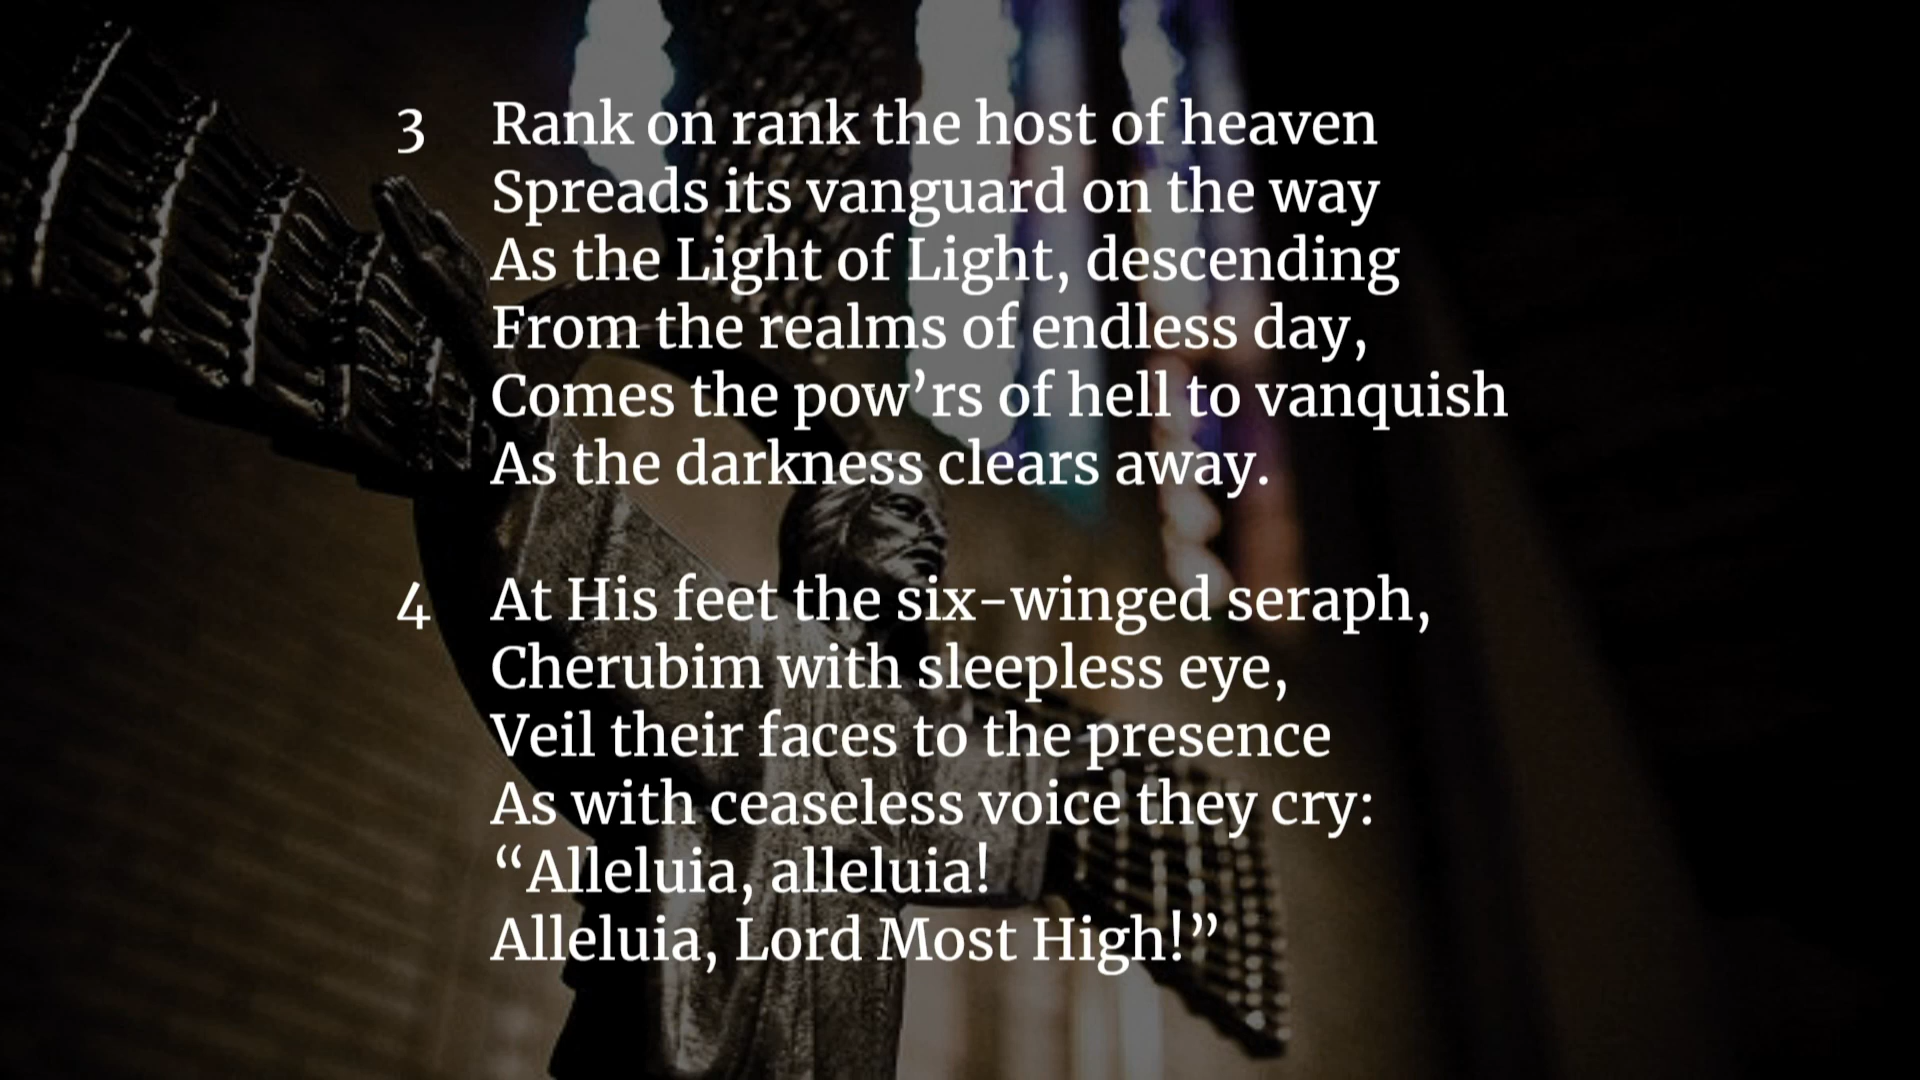 3 Rank on rank the host of heaven
Spreads its vanguard on the way
As the Light of Light, descending
From the realms of endless day,
Comes the pow’rs of hell to vanquish
As the darkness clears away.
4 At His feet the six-winged seraph,
Cherubim with sleepless eye,
Veil their faces to the presence
As with ceaseless voice they cry:
“Alleluia, alleluia!
Alleluia, Lord Most High!”